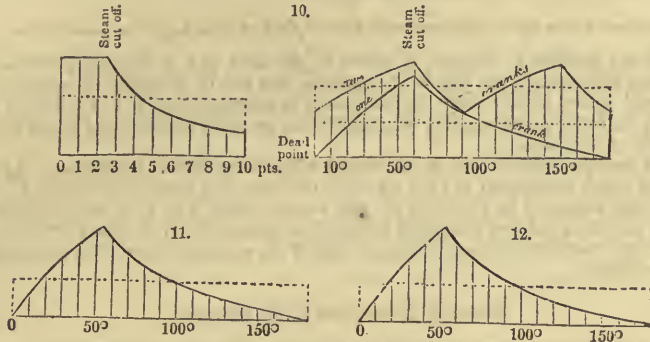 10.
Steam
cut off.
Steam
cut off.
two
cranks
one
crank
Dead
point
0 1 2 3 4 5 .6 7 8 9 10 pts.
10° 50° 100° 150°
11.
12.
0 50° 100° 150°
0. 50° 100° 150°